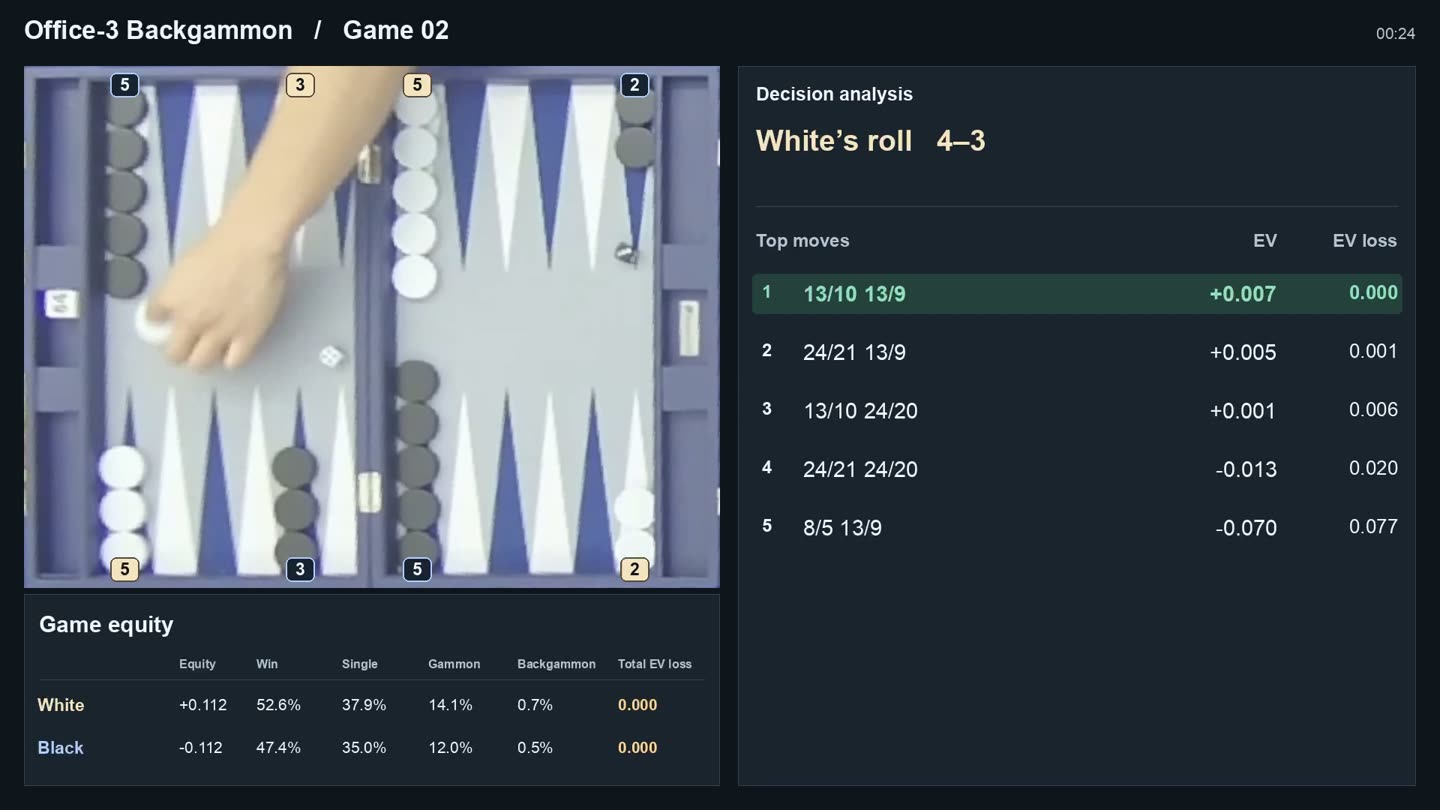 Office-3 Backgammon / Game 02
00:24
5 3 5 2
64
5 3 5 2
Decision analysis
White's roll 4–3
Top moves EV EV loss
1 13/10 13/9 +0.007 0.000
2 24/21 13/9 +0.005 0.001
3 13/10 24/20 +0.001 0.006
4 24/21 24/20 -0.013 0.020
5 8/5 13/9 -0.070 0.077
Game equity
Equity Win Single Gammon Backgammon Total EV loss
White +0.112 52.6% 37.9% 14.1% 0.7% 0.000
Black -0.112 47.4% 35.0% 12.0% 0.5% 0.000